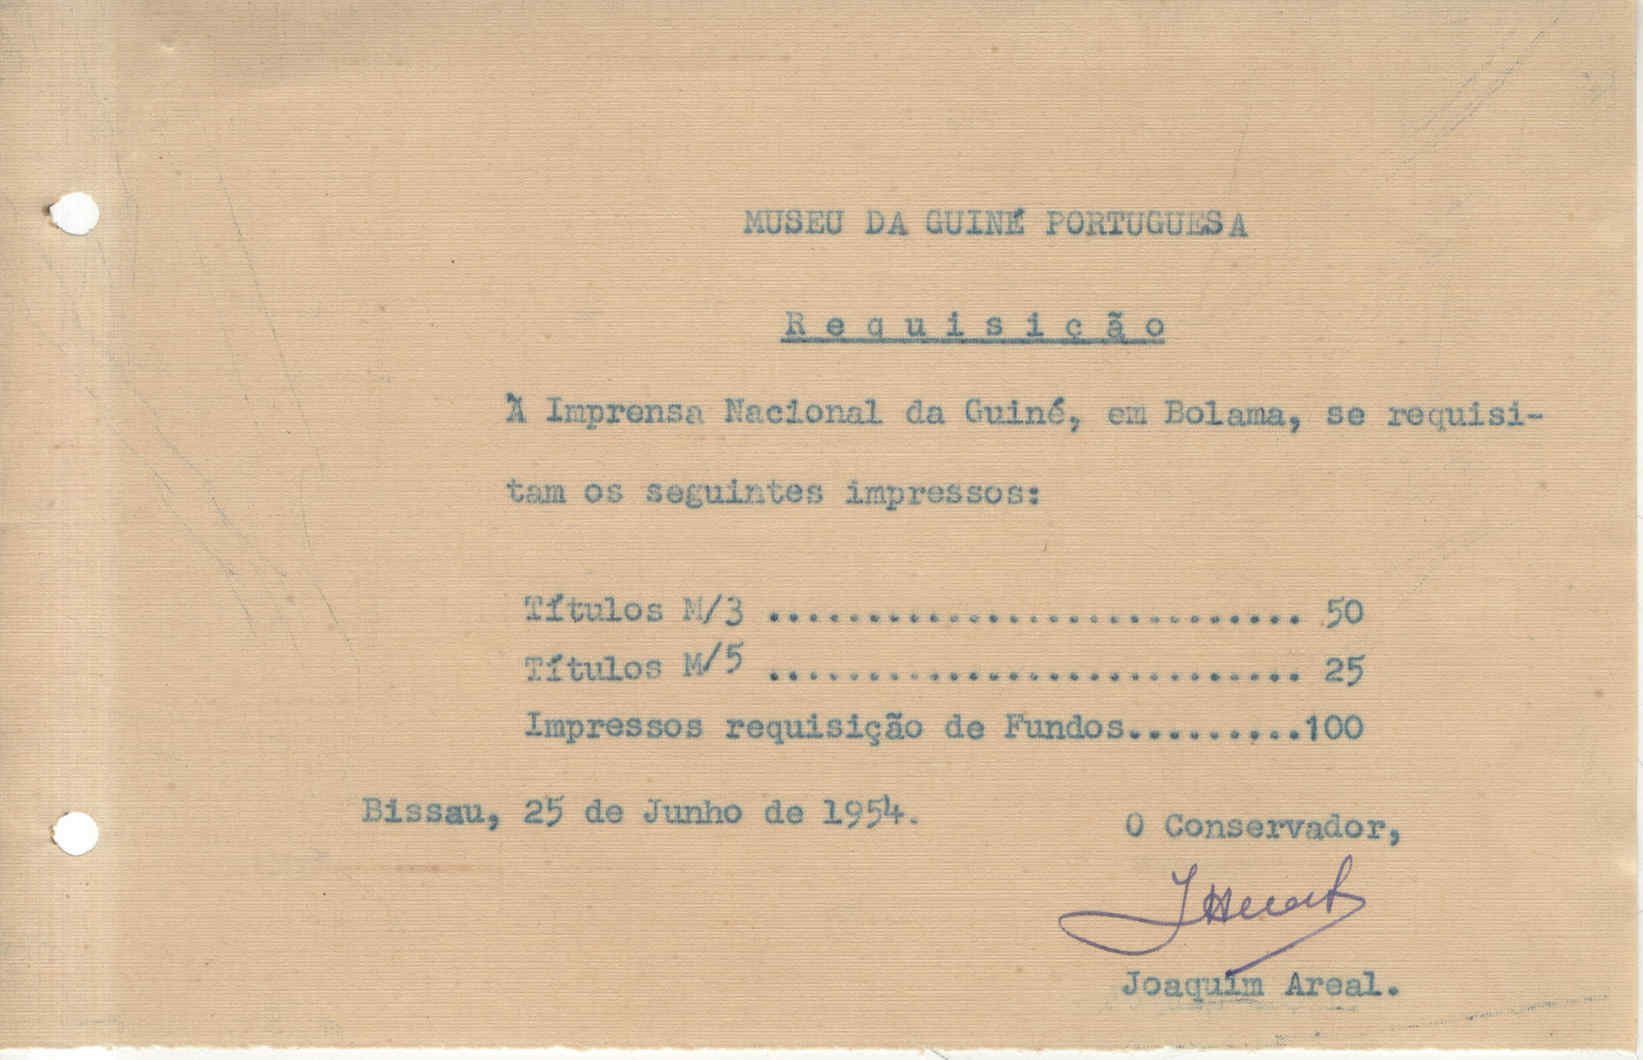 MUSEU DA GUINÉ PORTUGUESA
Requisição
À Imprensa Nacional da Guiné, em Bolama, se requisi-
tam os seguintes impressos:
Títulos M/3 ........................... 50
Títulos M/5 ........................... 25
Impressos requisição de Fundos.........100
Bissau, 25 de Junho de 1954.
O Conservador,
Joaquim Areal.